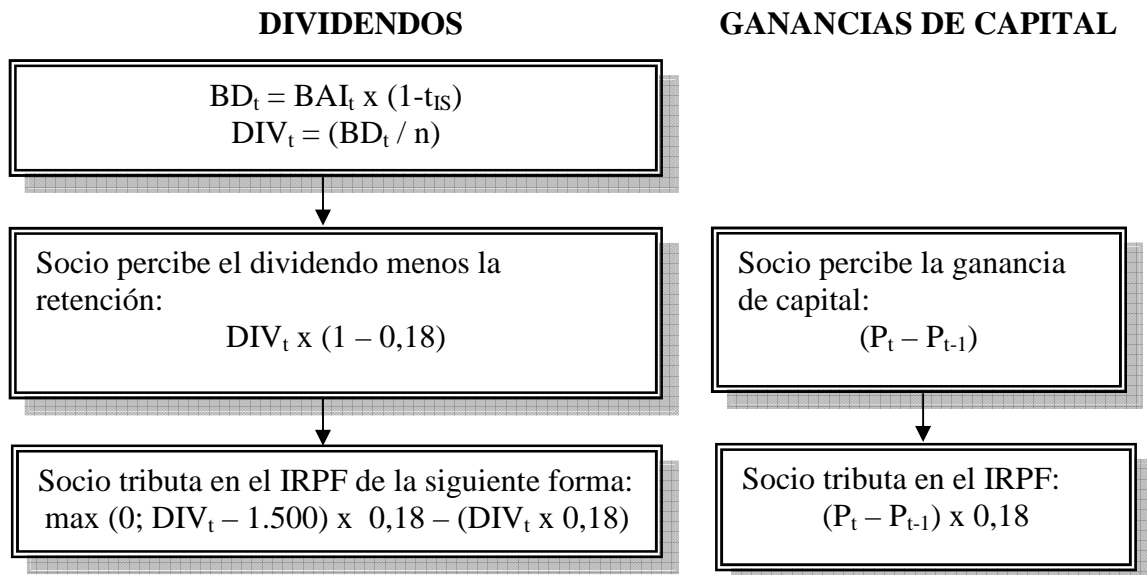 DIVIDENDOS
BDt = BAIt x (1-tIS)
DIVt = (BDt / n)
Socio percibe el dividendo menos la
retención:
DIVt x (1 – 0,18)
Socio tributa en el IRPF de la siguiente forma:
max (0; DIVt – 1.500) x 0,18 – (DIVt x 0,18)
GANANCIAS DE CAPITAL
Socio percibe la ganancia
de capital:
(Pt – Pt-1)
Socio tributa en el IRPF:
(Pt – Pt-1) x 0,18